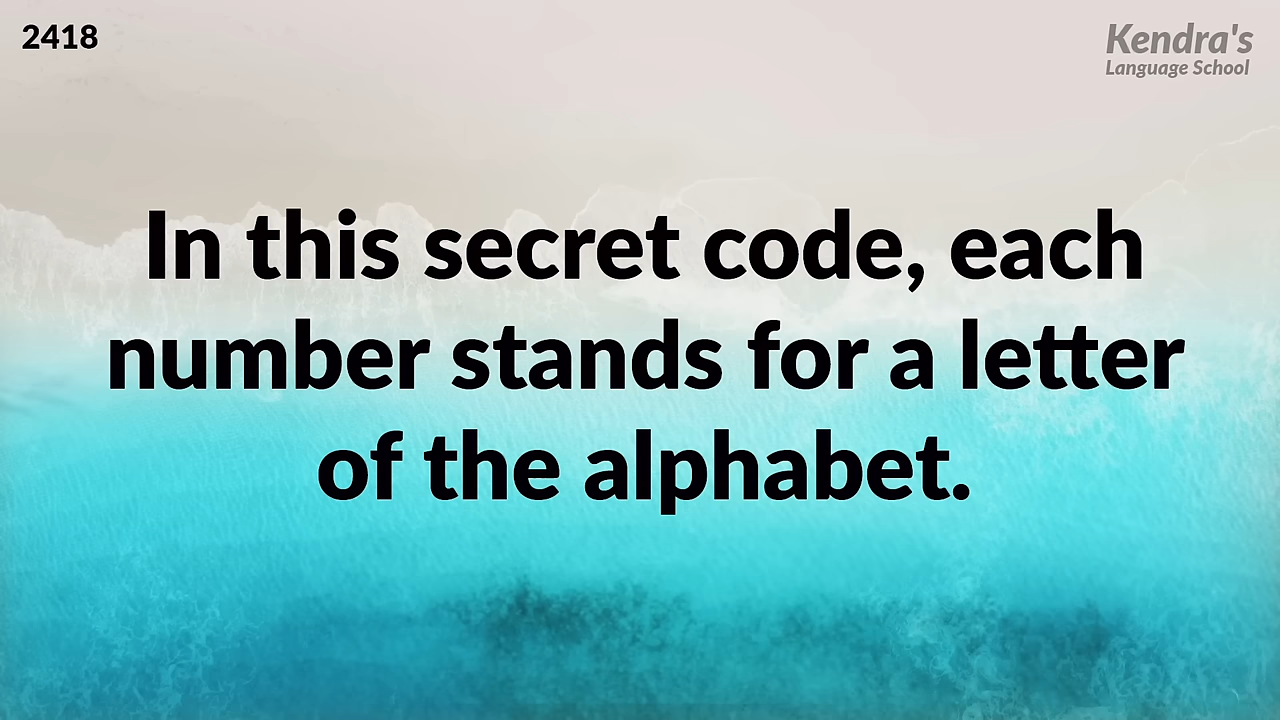 2418
Kendra's
Language School
In this secret code, each
number stands for a letter
of the alphabet.